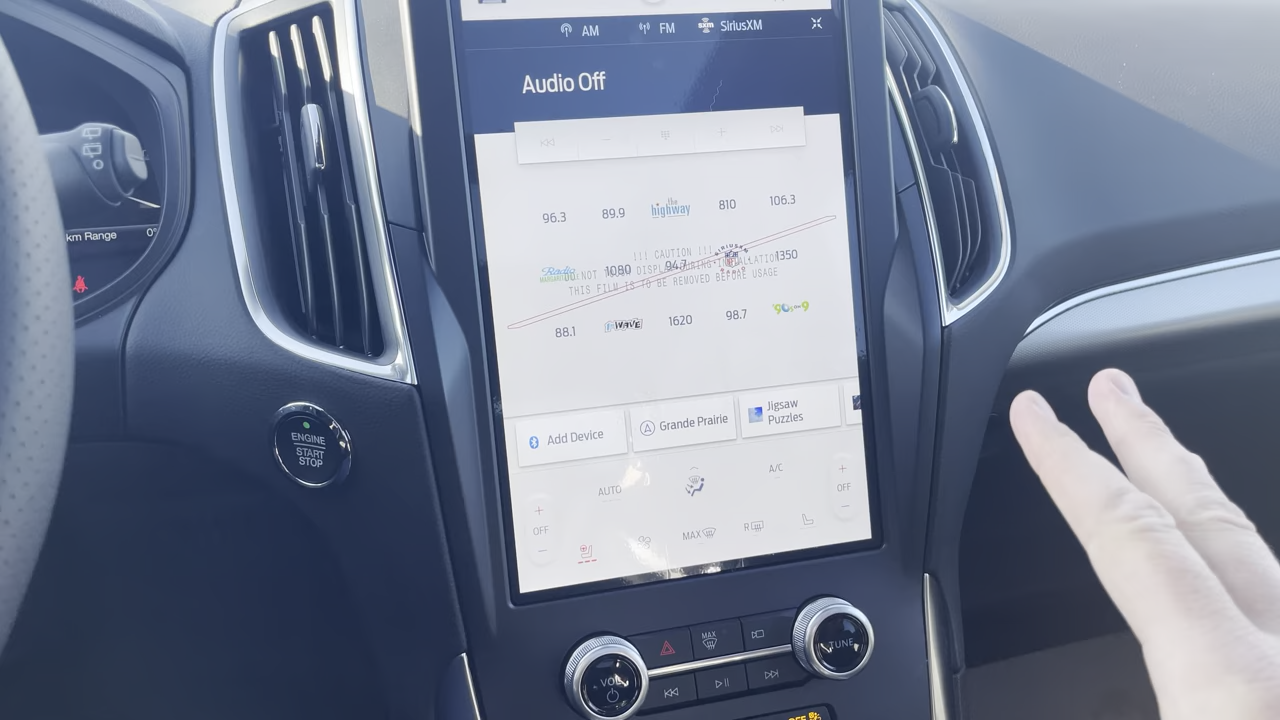 AM
FM
SiriusXM
Audio Off
96.3
89.9
the highway
810
106.3
!!! CAUTION !!!
1080
94.7
1350
THIS FILM IS TO BE REMOVED BEFORE USAGE
88.1
1620
98.7
Add Device
Grande Prairie
Jigsaw
Puzzles
AUTO
A/C
OFF
OFF
MAX
R
km Range
0°
ENGINE
START
STOP
MAX
VOL
TUNE
OFF